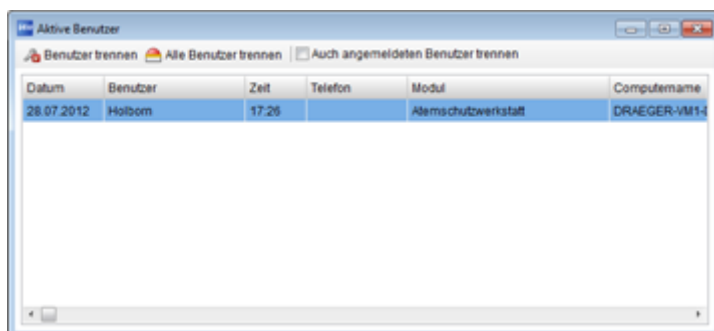 Aktive Benutzer
Benutzer trennen Alle Benutzer trennen Auch angemeldeten Benutzer trennen
Datum Benutzer Zeit Telefon Modul Computername
28.07.2012 Holborn 17:26 Atemschutzwerkstatt DRAEGER-VM1-